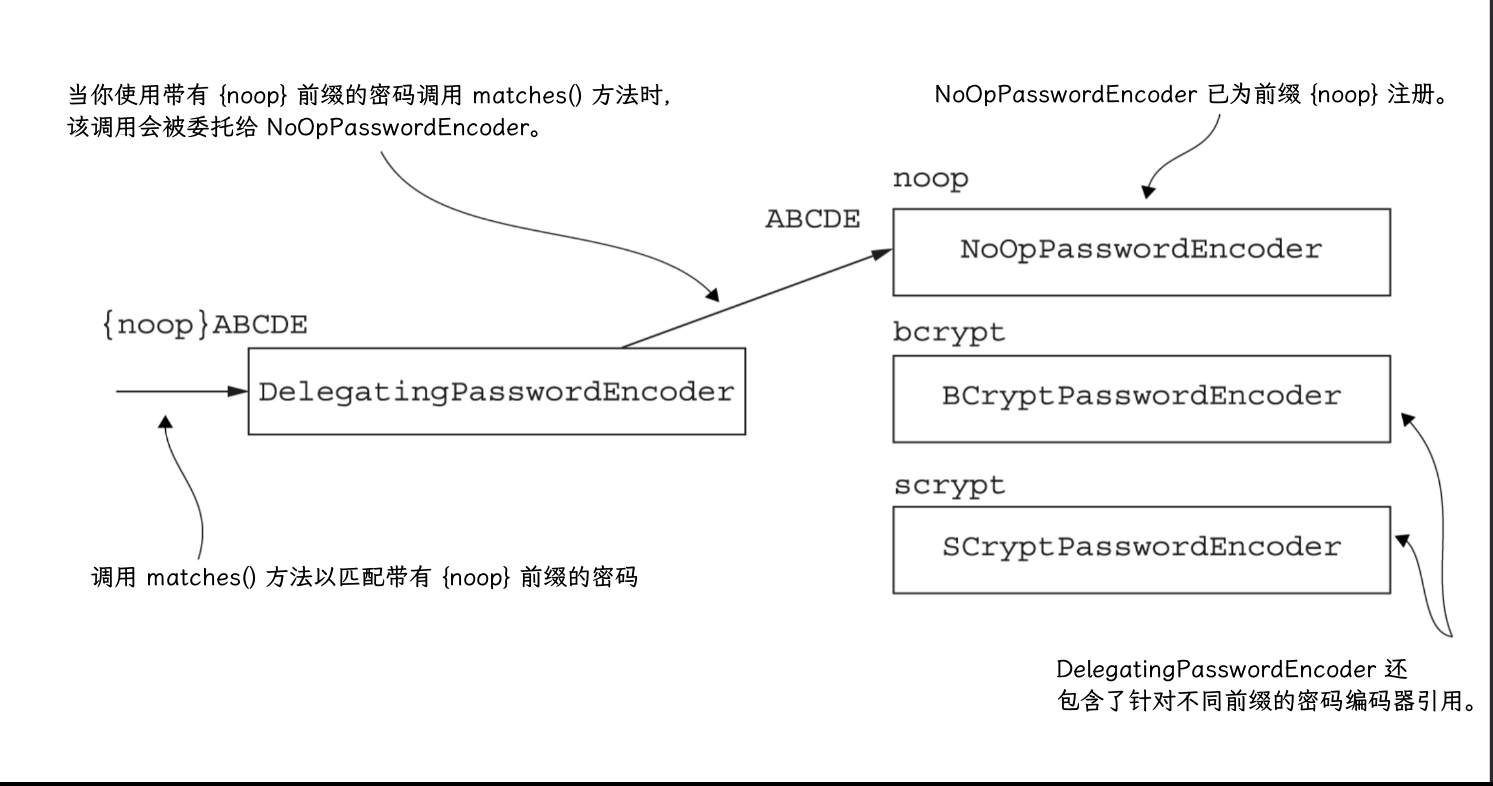 当你使用带有 {noop} 前缀的密码调用 matches() 方法时,
该调用会被委托给 NoOpPasswordEncoder。
NoOpPasswordEncoder 已为前缀 {noop} 注册。
noop
ABCDE
NoOpPasswordEncoder
{noop}ABCDE
DelegatingPasswordEncoder
bcrypt
BCryptPasswordEncoder
scrypt
SCryptPasswordEncoder
调用 matches() 方法以匹配带有 {noop} 前缀的密码
DelegatingPasswordEncoder 还
包含了针对不同前缀的密码编码器引用。